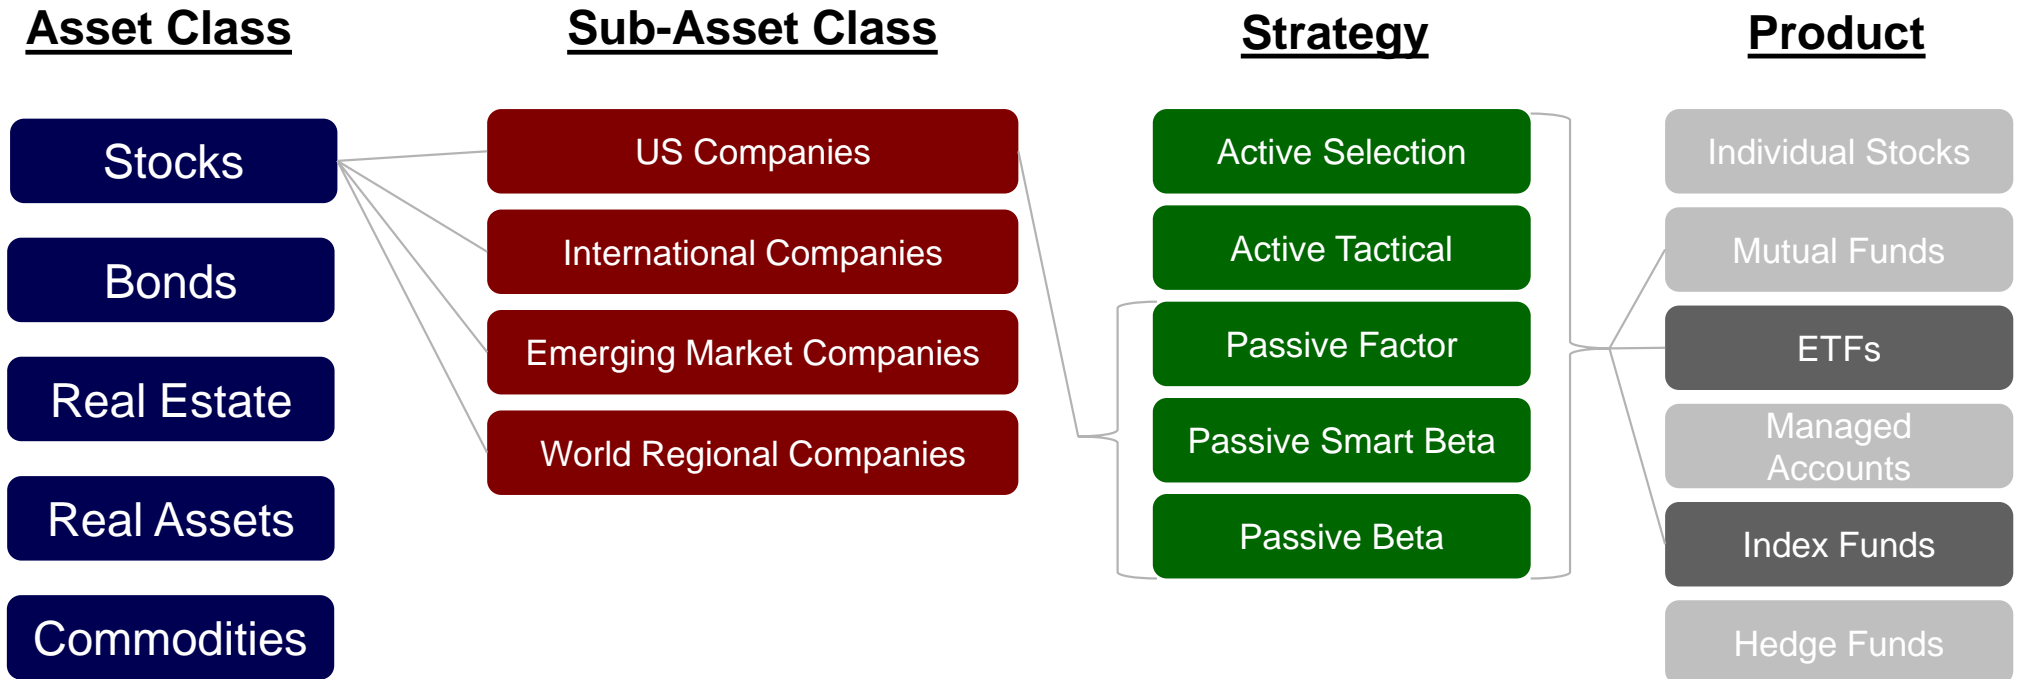 Asset Class
Sub-Asset Class
Strategy
Product
Stocks
Bonds
Real Estate
Real Assets
Commodities
US Companies
International Companies
Emerging Market Companies
World Regional Companies
Active Selection
Active Tactical
Passive Factor
Passive Smart Beta
Passive Beta
Individual Stocks
Mutual Funds
ETFs
Managed
Accounts
Index Funds
Hedge Funds